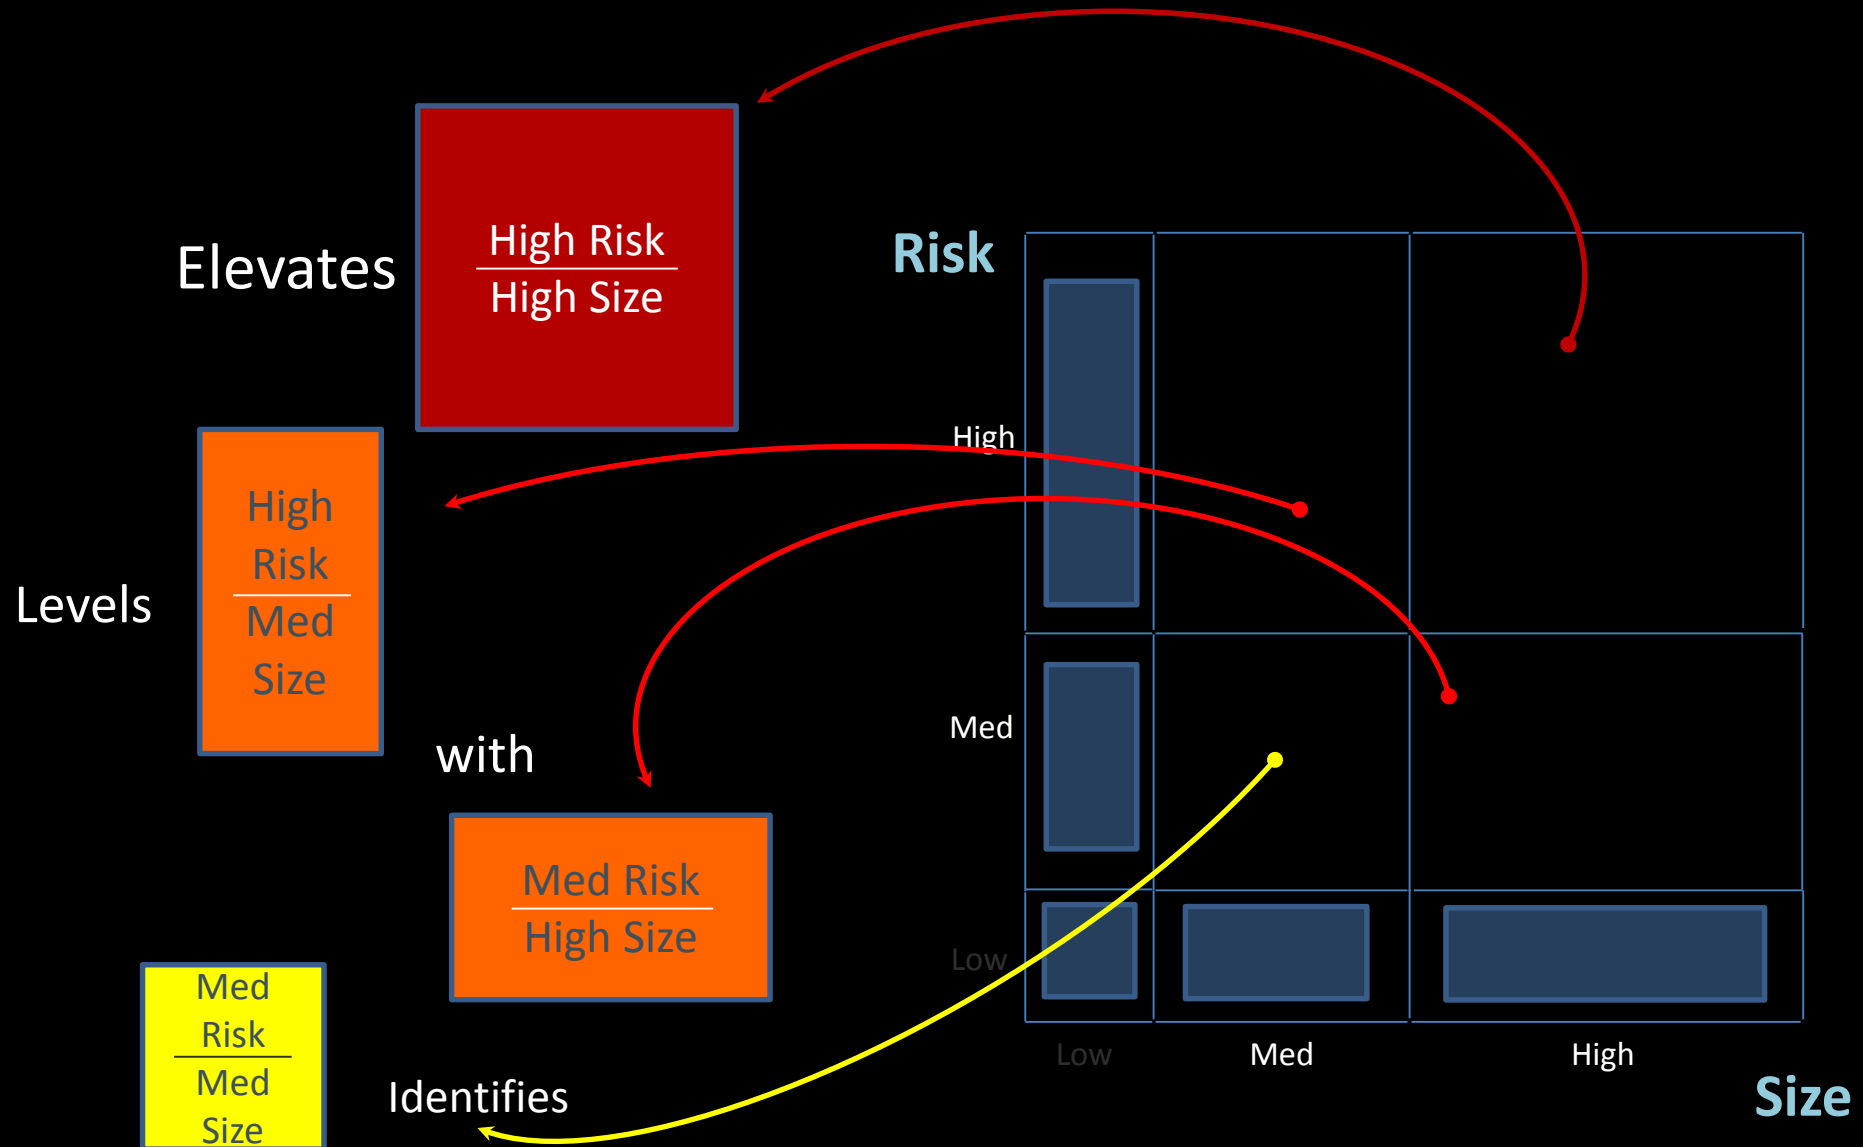 Elevates
High Risk
High Size
Levels
High
Risk
Med
Size
with
Med Risk
High Size
Med
Risk
Med
Size
Identifies
Risk
High
Med
Low
Low Med High
Size